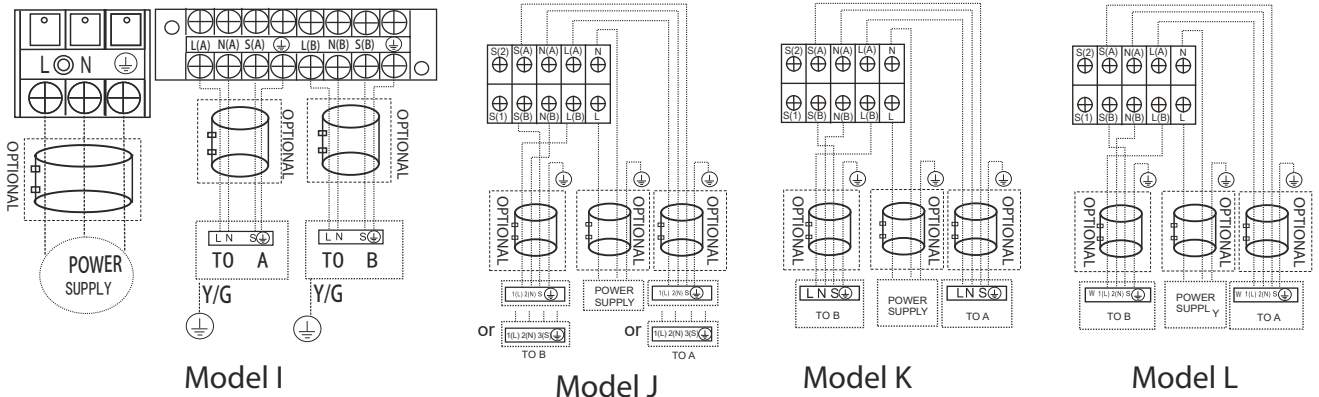 L N
OPTIONAL
POWER
SUPPLY
L(A) N(A) S(A) L(B) N(B) S(B)
OPTIONAL
OPTIONAL
L N S
TO A
Y/G
L N S
TO B
Y/G
Model I
S(2) S(A) N(A) L(A) N
S(1) S(B) N(B) L(B) L
OPTIONAL
OPTIONAL
OPTIONAL
1(L) 2(N) S
POWER
SUPPLY
1(L) 2(N) S
or
1(L) 2(N) 3(S)
TO B
or
1(L) 2(N) 3(S)
TO A
Model J
S(2) S(A) N(A) L(A) N
S(1) S(B) N(B) L(B) L
OPTIONAL
OPTIONAL
OPTIONAL
L N S
TO B
POWER
SUPPLY
L N S
TO A
Model K
S(2) S(A) N(A) L(A) N
S(1) S(B) N(B) L(B) L
OPTIONAL
OPTIONAL
OPTIONAL
W 1(L) 2(N) S
TO B
POWER
SUPPL Y
W 1(L) 2(N) S
TO A
Model L